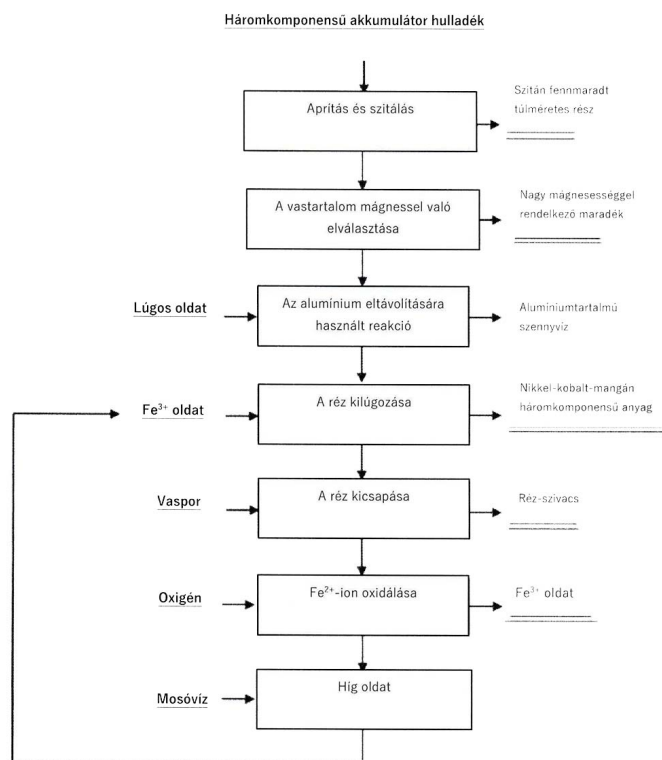 Háromkomponensű akkumulátor hulladék
Aprítás és szitálás
Szitán fennmaradt
túlméretes rész
A vastartalom mágnessel való
elválasztása
Nagy mágnesességgel
rendelkező maradék
Lúgos oldat
Az alumínium eltávolítására
használt reakció
Alumíniumtartalmú
szennyvíz
Fe³⁺ oldat
A réz kilúgozása
Nikkel-kobalt-mangán
háromkomponensű anyag
Vaspor
A réz kicsapása
Réz-szivacs
Oxigén
Fe²⁺-ion oxidálása
Fe³⁺ oldat
Mosóvíz
Híg oldat